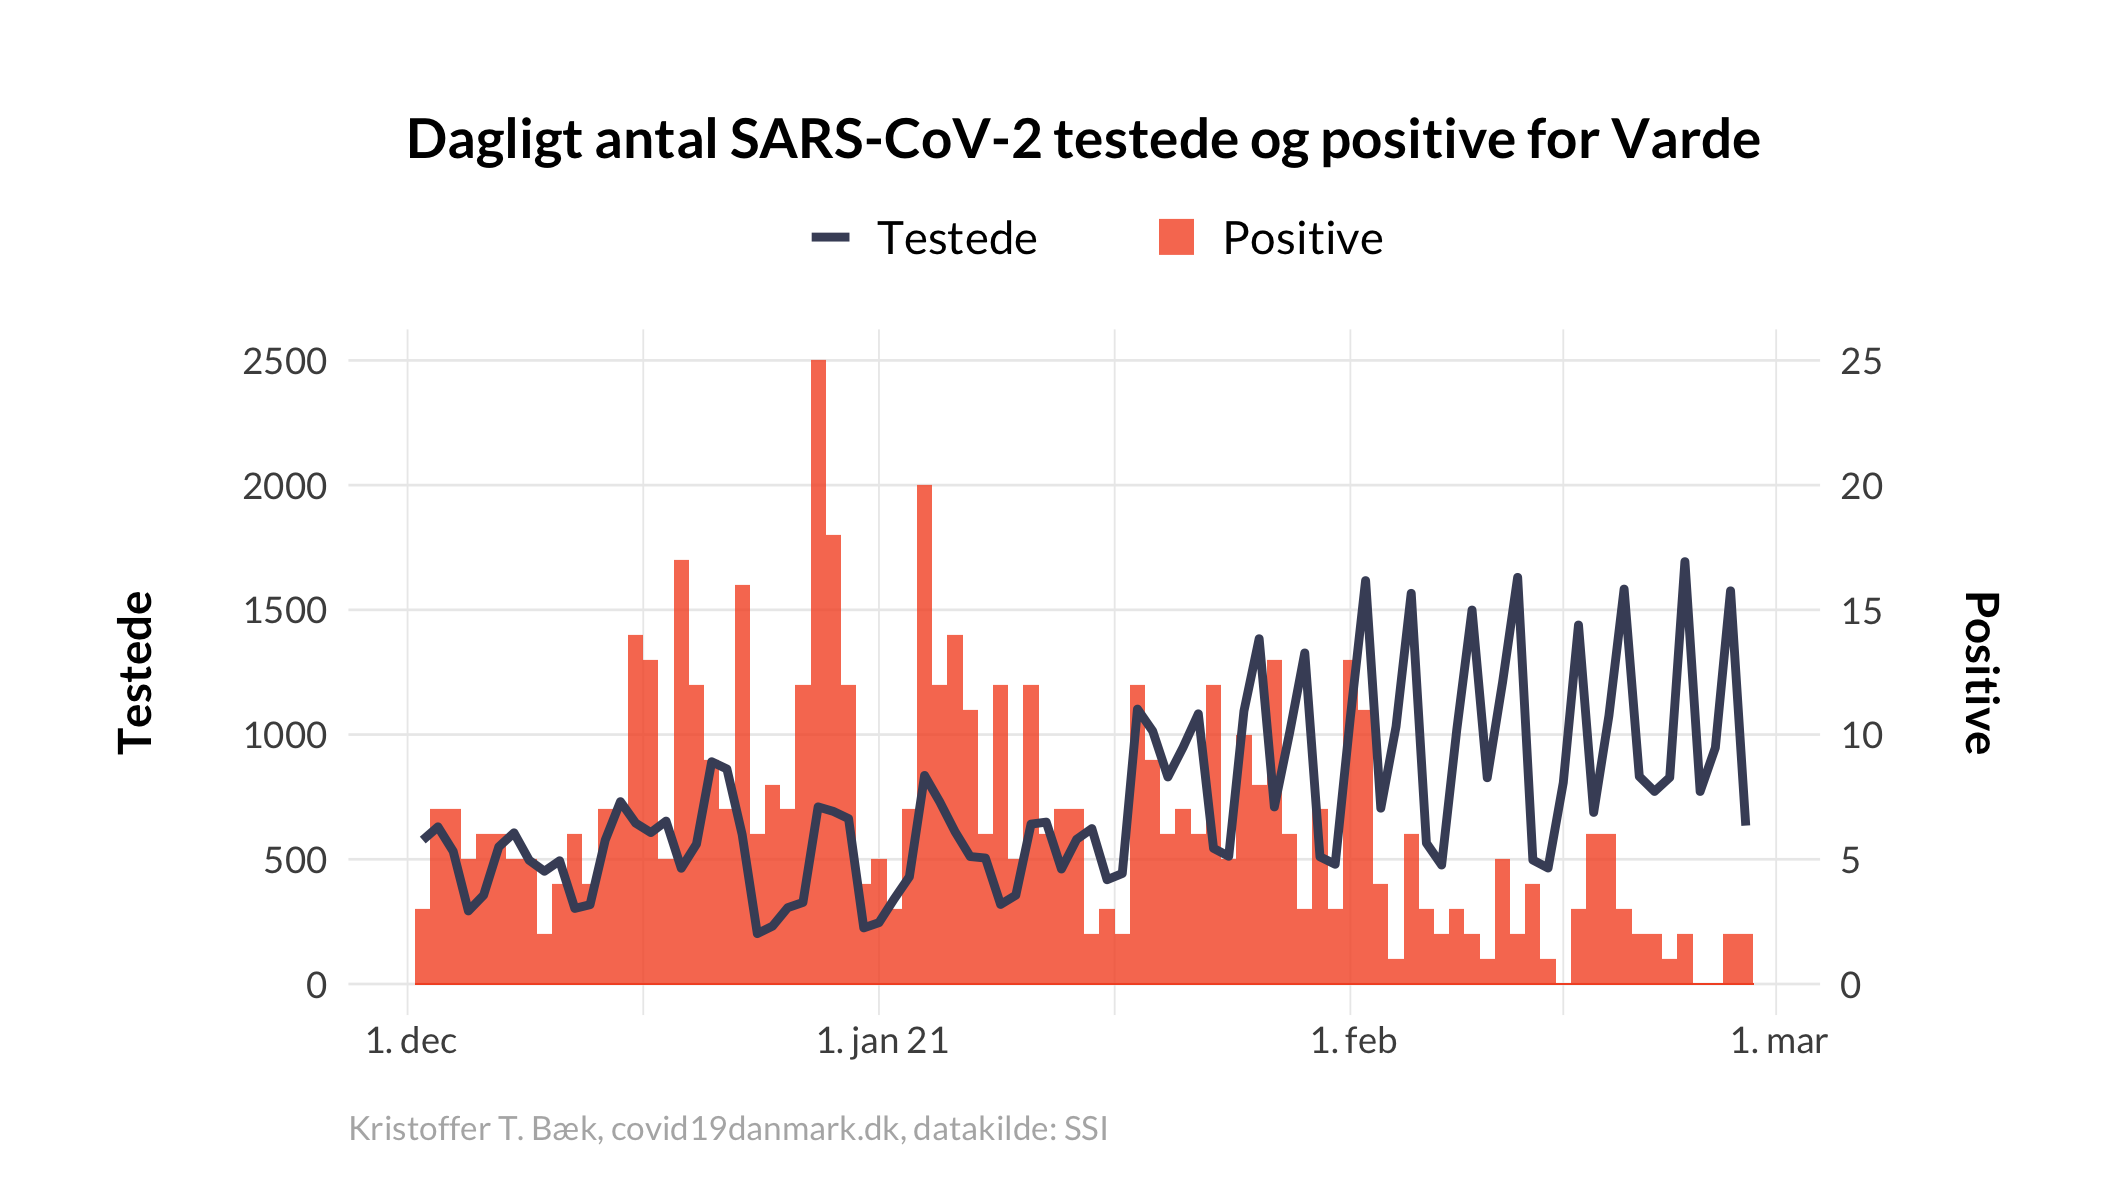 Dagligt antal SARS-CoV-2 testede og positive for Varde
Testede
Positive
2500
2000
1500
1000
500
0
Testede
25
20
15
10
5
0
Positive
1. dec
1. jan 21
1. feb
1. mar
Kristoffer T. Bæk, covid19danmark.dk, datakilde: SSI